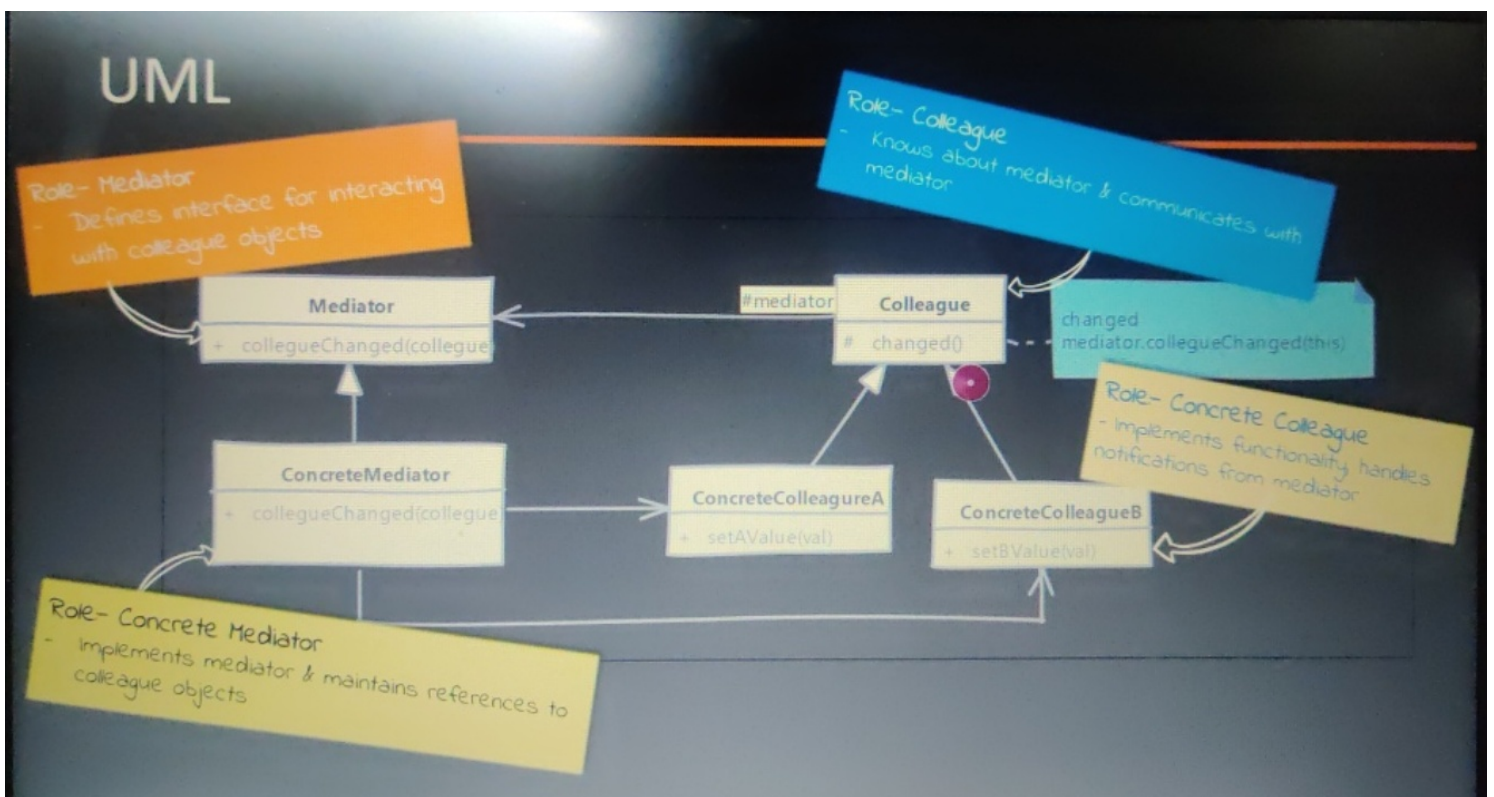 UML
Role- Mediator
- Defines interface for interacting
with colleague objects
Role- Colleague
- Knows about mediator & communicates with
mediator
Mediator
+ collegueChanged(collegue
#mediator
Colleague
# changed()
changed
mediator.collegueChanged(this)
Role- Concrete Colleague
- Implements functionality, handles
notifications from mediator
ConcreteMediator
+ collegueChanged(collegue
ConcreteColleagureA
+ setAValue(val)
ConcreteColleagueB
+ setBValue(val)
Role- Concrete Mediator
- Implements mediator & maintains references to
colleague objects